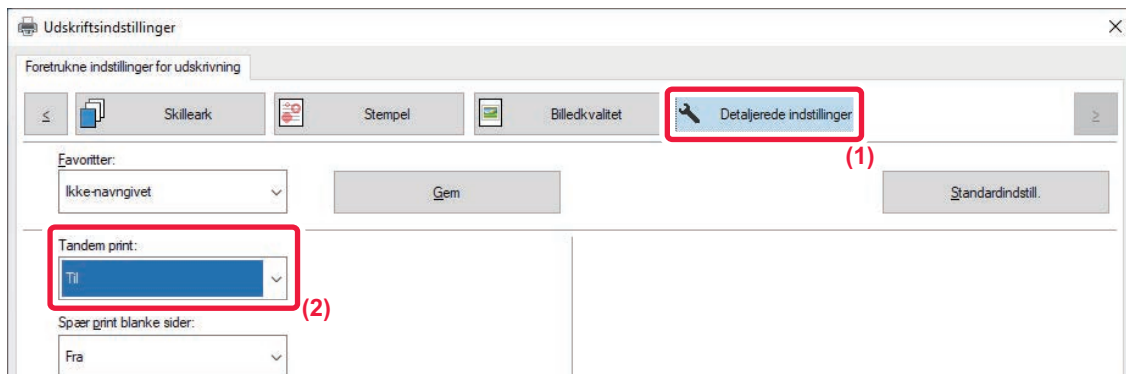 Udskriftsindstillinger
Foretrukne indstillinger for udskrivning
≤ Skilleark Stempel Billedkvalitet Detaljerede indstillinger ≥
(1)
Favoritter:
Ikke-navngivet Gem Standardindstill.
Tandem print:
Til
(2)
Spær print blanke sider:
Fra